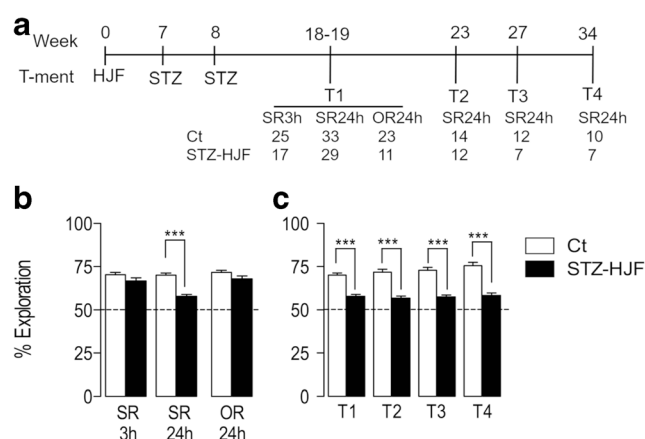 a
Week 0 7 8 18-19 23 27 34
T-ment HJF STZ STZ T1 T2 T3 T4
SR3h SR24h OR24h SR24h SR24h SR24h
Ct 25 33 23 14 12 10
STZ-HJF 17 29 11 12 7 7
b
% Exploration
100
75
50
25
0
***
SR 3h
SR 24h
OR 24h
c
100
75
50
25
0
*** *** *** ***
T1 T2 T3 T4
Ct
STZ-HJF